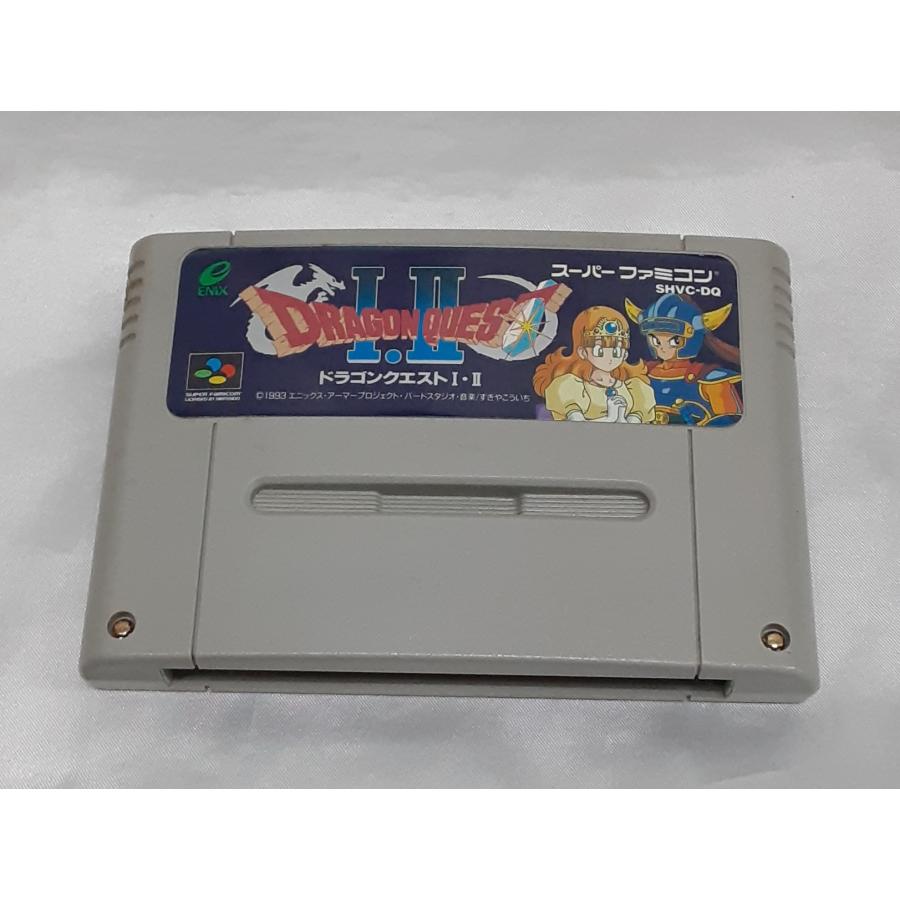 ENIX
I.II
DRAGON QUEST
スーパーファミコン®
SHVC-DQ
ドラゴンクエストI・II
SUPER FAMICOM
LICENSED BY NINTENDO
©1993 エニックス・アーマープロジェクト・バードスタジオ・音楽/すぎやこういち